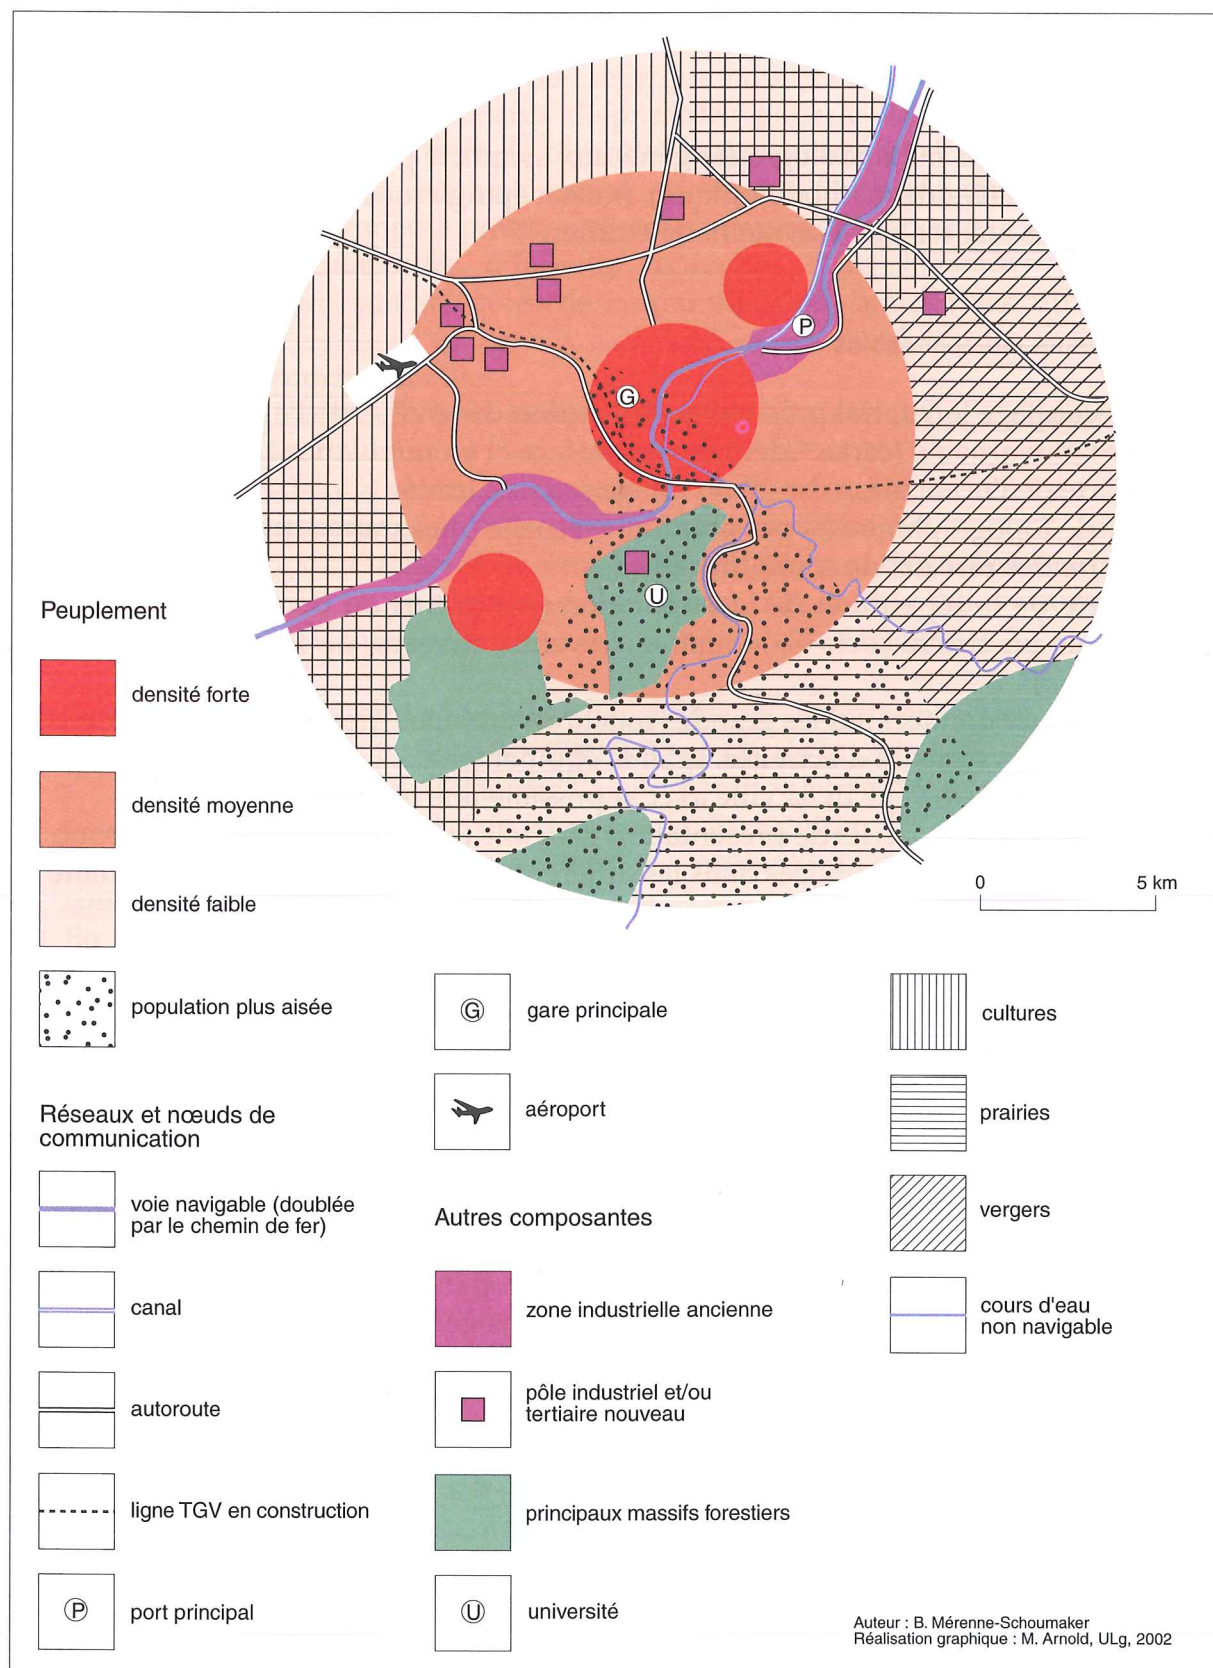 P
G
U
Peuplement
densité forte
densité moyenne
densité faible
population plus aisée
Réseaux et nœuds de
communication
voie navigable (doublée
par le chemin de fer)
canal
autoroute
ligne TGV en construction
P
port principal
G
gare principale
aéroport
Autres composantes
zone industrielle ancienne
pôle industriel et/ou
tertiaire nouveau
principaux massifs forestiers
U
université
0 5 km
cultures
prairies
vergers
cours d'eau
non navigable
Auteur : B. Mérenne-Schoumaker
Réalisation graphique : M. Arnold, ULg, 2002